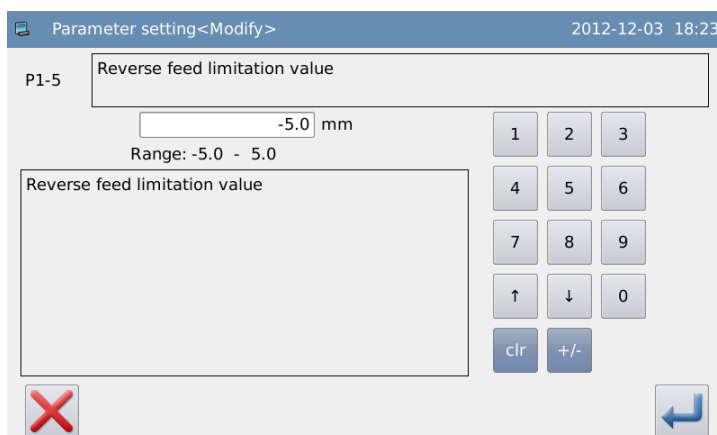 Parameter setting<Modify> 2012-12-03 18:23
P1-5 Reverse feed limitation value
-5.0 mm
Range: -5.0 - 5.0
Reverse feed limitation value
1 2 3
4 5 6
7 8 9
↑ ↓ 0
clr +/-